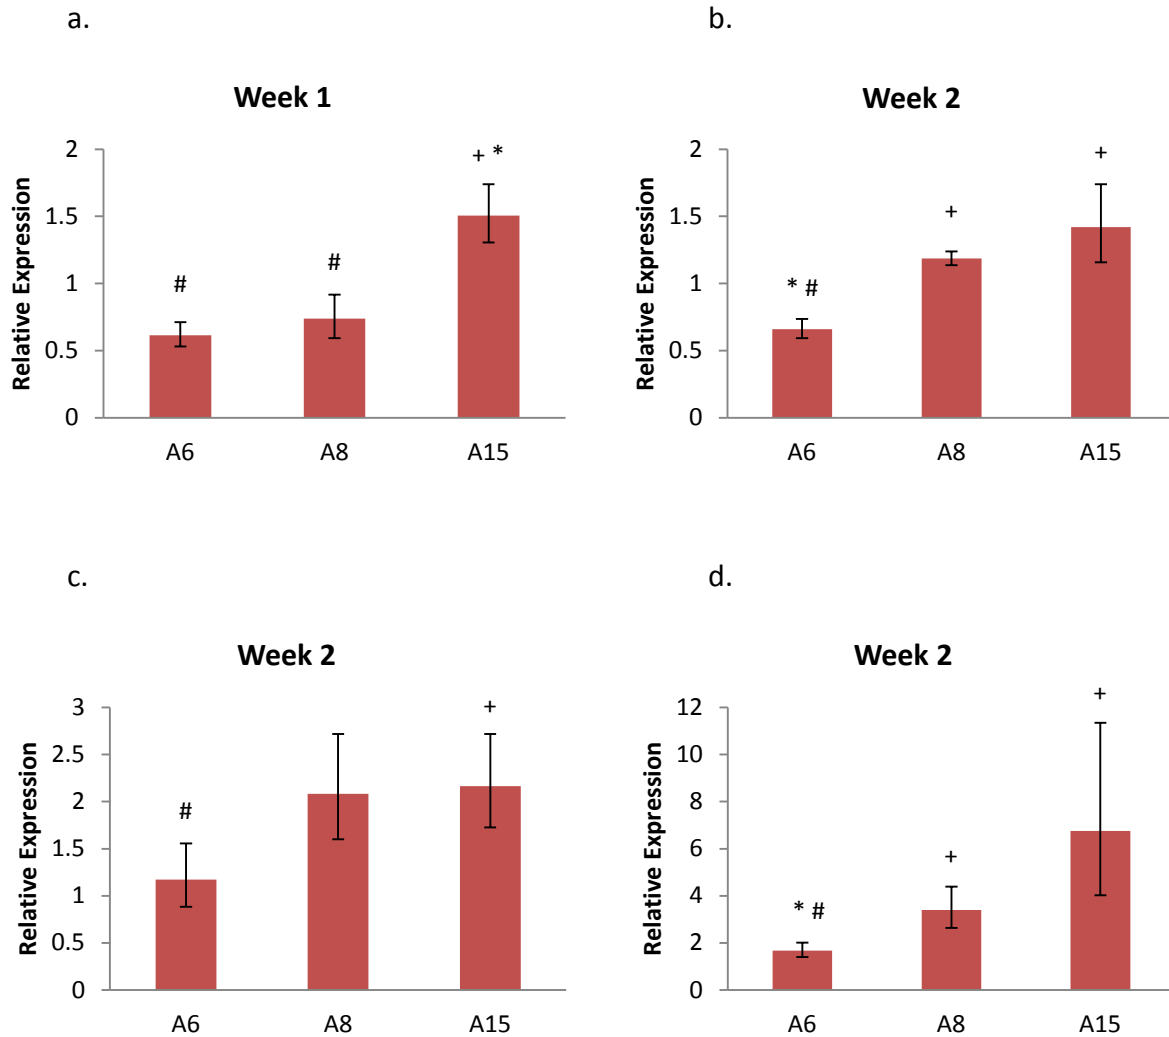 a.
Week 1
Relative Expression
2
1.5
1
0.5
0
#
#
+ *
A6
A8
A15
b.
Week 2
Relative Expression
2
1.5
1
0.5
0
* #
+
+
A6
A8
A15
c.
Week 2
Relative Expression
3
2.5
2
1.5
1
0.5
0
#
+
A6
A8
A15
d.
Week 2
Relative Expression
12
10
8
6
4
2
0
* #
+
+
A6
A8
A15